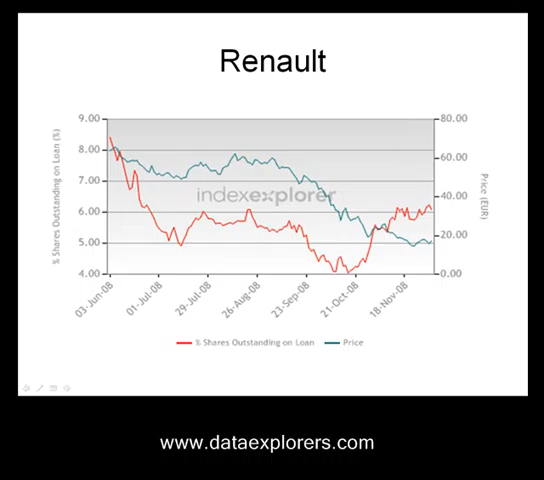 Renault
% Shares Outstanding on Loan (%)
9.00
8.00
7.00
6.00
5.00
4.00
80.00
60.00
40.00
20.00
0.00
Price (EUR)
indexexplorer
03-Jun-08
01-Jul-08
29-Jul-08
26-Aug-08
23-Sep-08
21-Oct-08
18-Nov-08
% Shares Outstanding on Loan
Price
www.dataexplorers.com